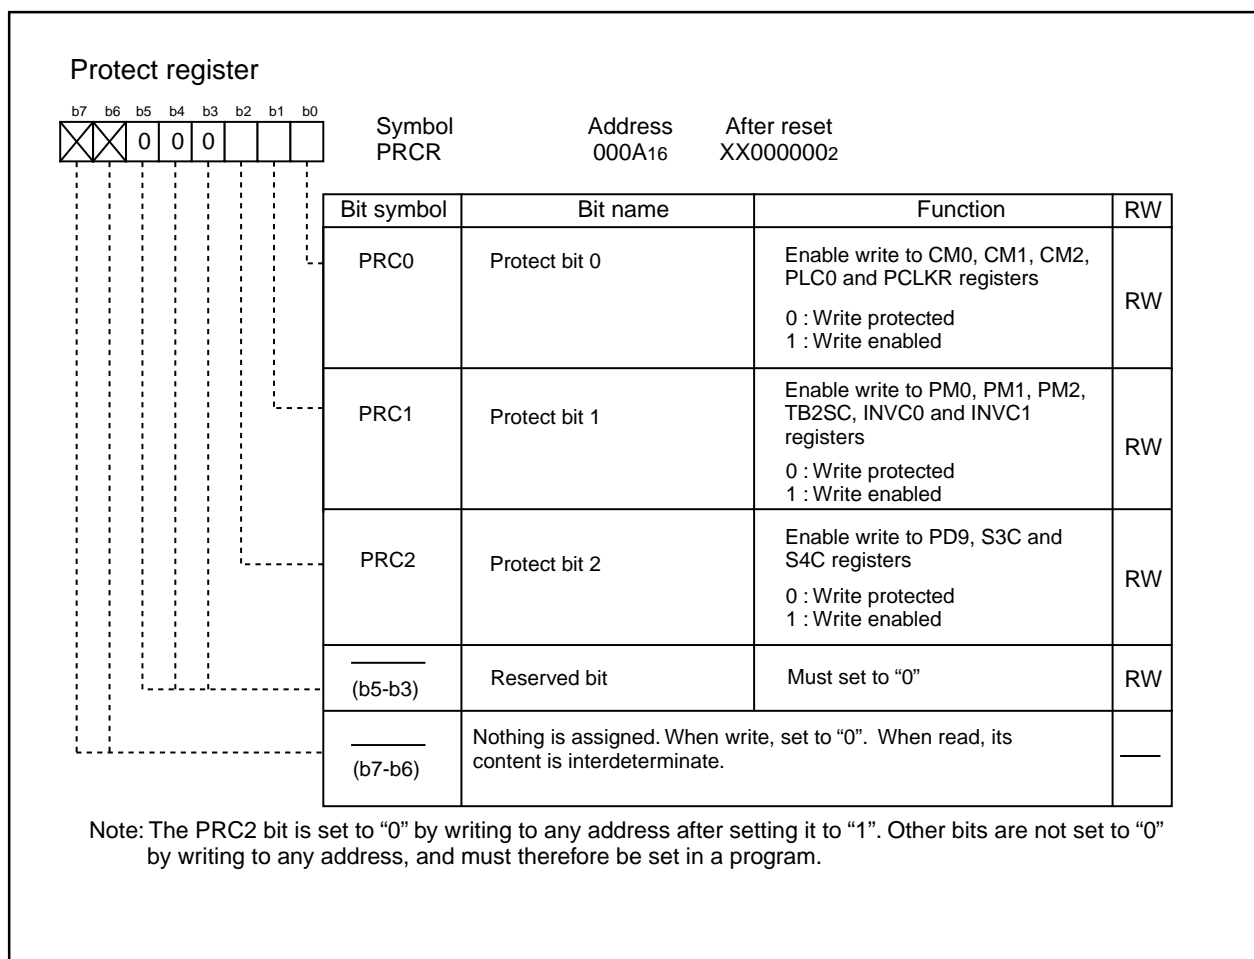 Protect register
b7 b6 b5 b4 b3 b2 b1 b0
0 0 0
Symbol Address After reset
PRCR 000A16 XX0000002
Bit symbol Bit name Function RW
PRC0 Protect bit 0 Enable write to CM0, CM1, CM2,
PLC0 and PCLKR registers
0 : Write protected
1 : Write enabled
RW
PRC1 Protect bit 1 Enable write to PM0, PM1, PM2,
TB2SC, INVC0 and INVC1
registers
0 : Write protected
1 : Write enabled
RW
PRC2 Protect bit 2 Enable write to PD9, S3C and
S4C registers
0 : Write protected
1 : Write enabled
RW
(b5-b3) Reserved bit Must set to “0” RW
(b7-b6) Nothing is assigned. When write, set to “0”. When read, its
content is interdeterminate.
Note: The PRC2 bit is set to “0” by writing to any address after setting it to “1”. Other bits are not set to “0”
by writing to any address, and must therefore be set in a program.